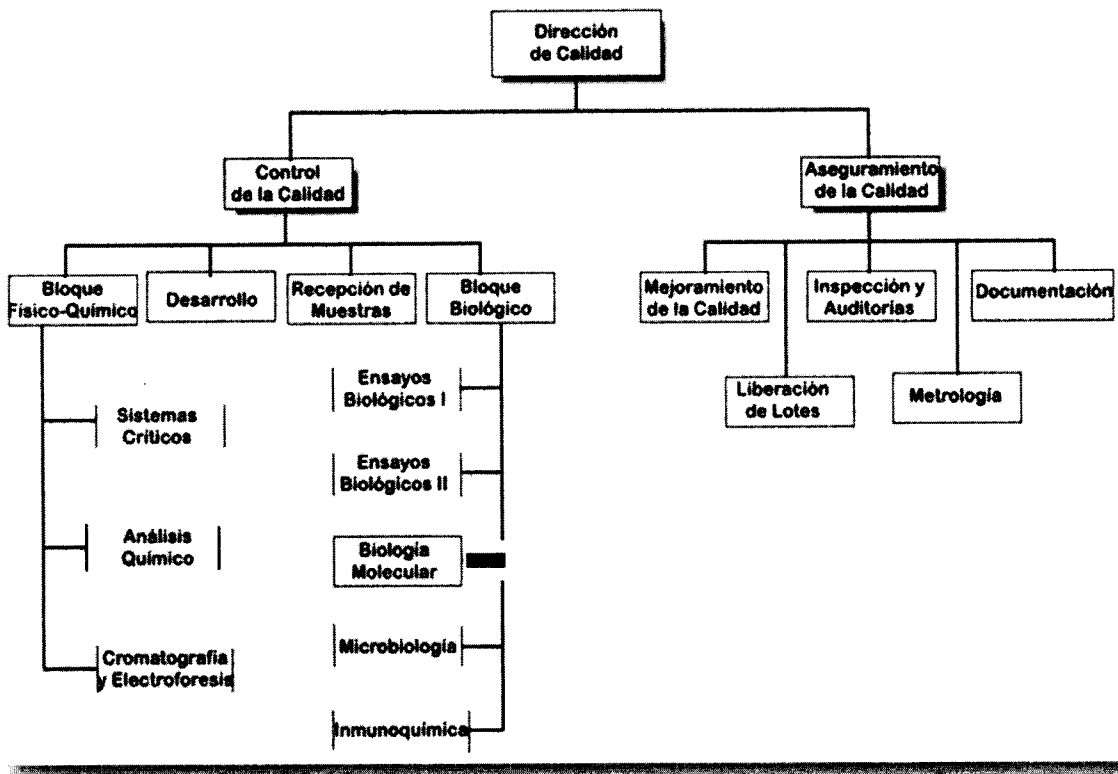 Dirección
de Calidad
Control
de la Calidad
Aseguramiento
de la Calidad
Bloque
Físico-Químico
Desarrollo
Recepción de
Muestras
Bloque
Biológico
Mejoramiento
de la Calidad
Inspección y
Auditorías
Documentación
Liberación
de Lotes
Metrología
Sistemas
Críticos
Análisis
Químico
Cromatografía
y Electroforesis
Ensayos
Biológicos I
Ensayos
Biológicos II
Biología
Molecular
Microbiología
Inmunoquímica